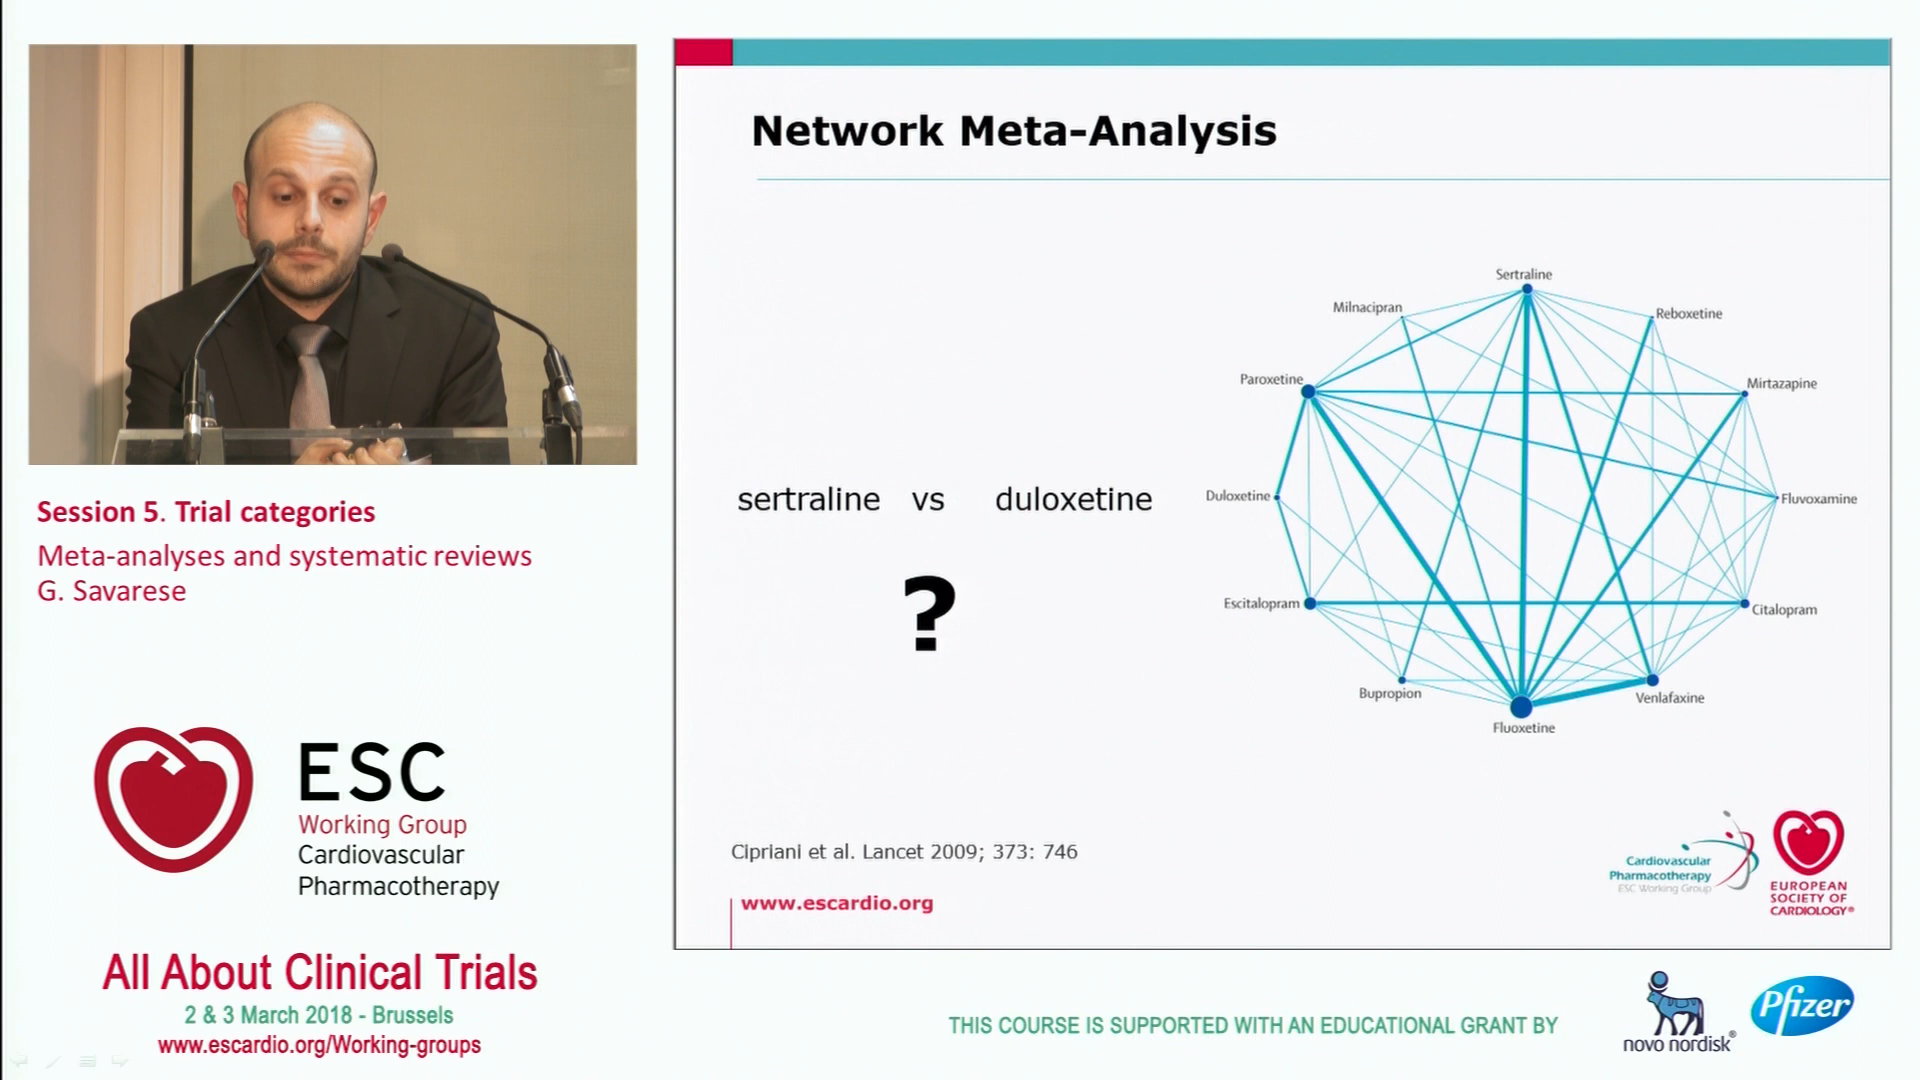 Session 5. Trial categories
Meta-analyses and systematic reviews
G. Savarese
ESC
Working Group
Cardiovascular
Pharmacotherapy
All About Clinical Trials
2 & 3 March 2018 - Brussels
www.escardio.org/Working-groups
Network Meta-Analysis
sertraline vs duloxetine
?
Sertraline
Milnacipran
Reboxetine
Paroxetine
Mirtazapine
Duloxetine
Fluvoxamine
Escitalopram
Citalopram
Bupropion
Venlafaxine
Fluoxetine
Cipriani et al. Lancet 2009; 373: 746
www.escardio.org
Cardiovascular
Pharmacotherapy
ESC Working Group
EUROPEAN
SOCIETY OF
CARDIOLOGY®
THIS COURSE IS SUPPORTED WITH AN EDUCATIONAL GRANT BY
novo nordisk®
Pfizer